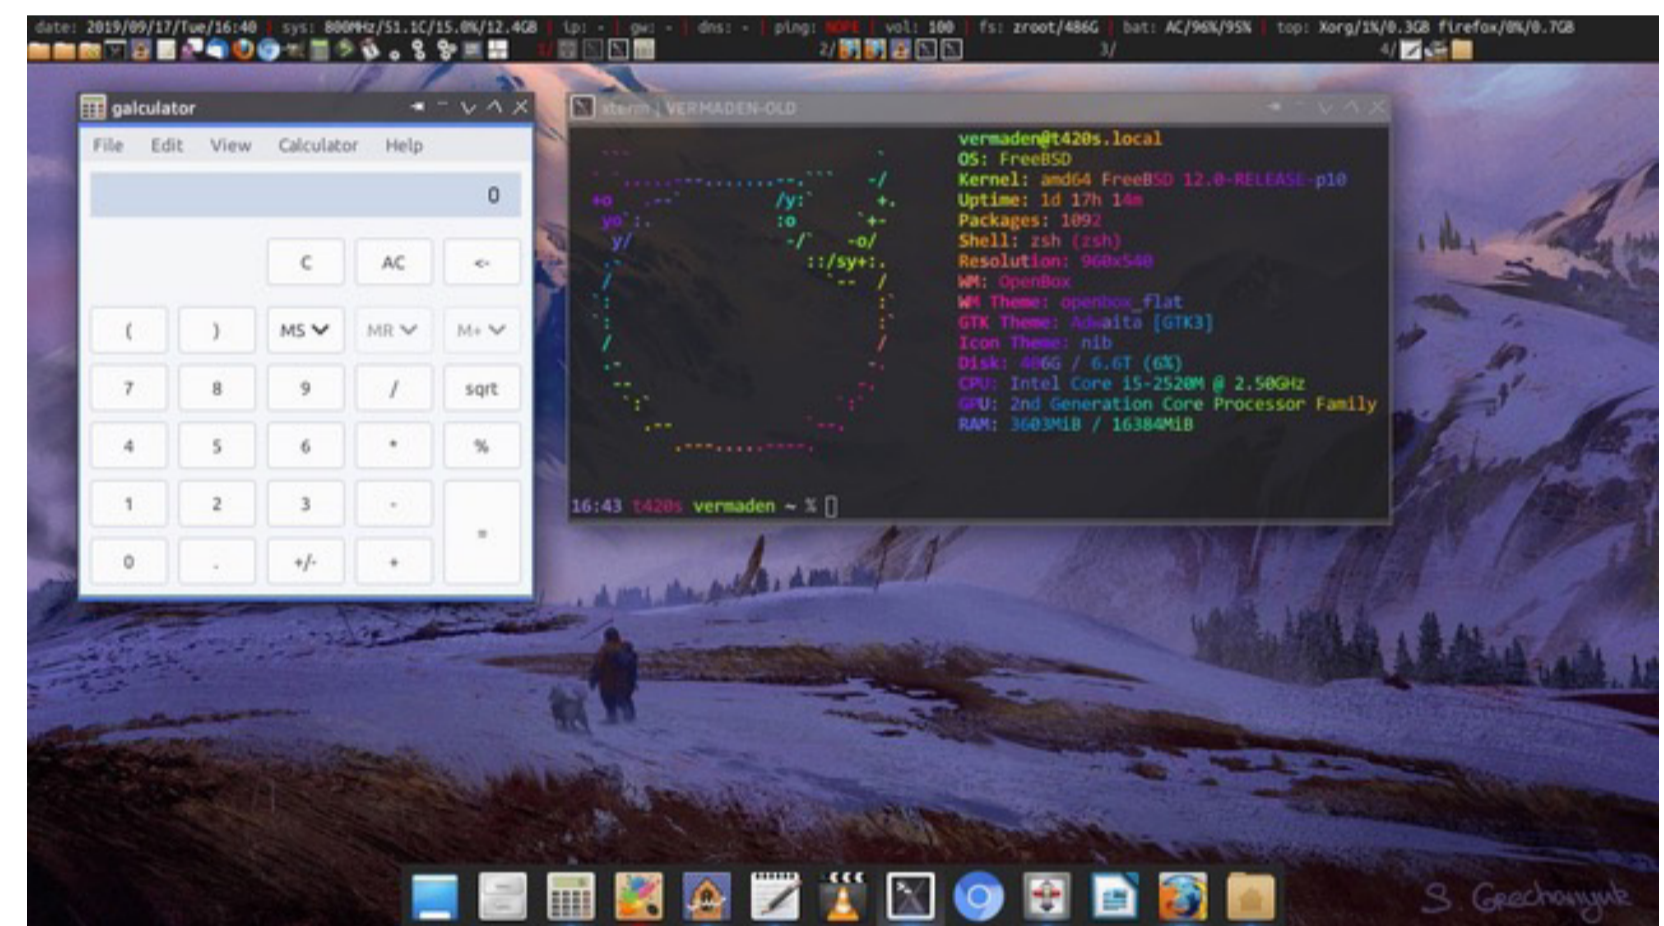 date: 2019/09/17/Tue/16:40 | sys: 800MHz/51.1C/15.0%/12.4GB | ip: - | gw: - | dns: - | ping: NOPE | vol: 100 | fs: zroot/486G | bat: AC/96%/95% | top: Xorg/1%/0.3GB firefox/0%/0.7GB
1/ 2/ 3/ 4/
galculator
File Edit View Calculator Help
0
C AC <-
( ) MS MR M+
7 8 9 / sqrt
4 5 6 * %
1 2 3 - =
0 . +/- +
xterm | VERMADEN-OLD
vermaden@t420s.local
OS: FreeBSD
Kernel: amd64 FreeBSD 12.0-RELEASE-p10
Uptime: 1d 17h 14m
Packages: 1092
Shell: zsh (zsh)
Resolution: 960x540
WM: OpenBox
WM Theme: openbox_flat
GTK Theme: Adwaita [GTK3]
Icon Theme: nib
Disk: 406G / 6.6T (6%)
CPU: Intel Core i5-2520M @ 2.50GHz
GPU: 2nd Generation Core Processor Family
RAM: 3603MiB / 16384MiB
16:43 t420s vermaden ~ %
S Grechanyuk